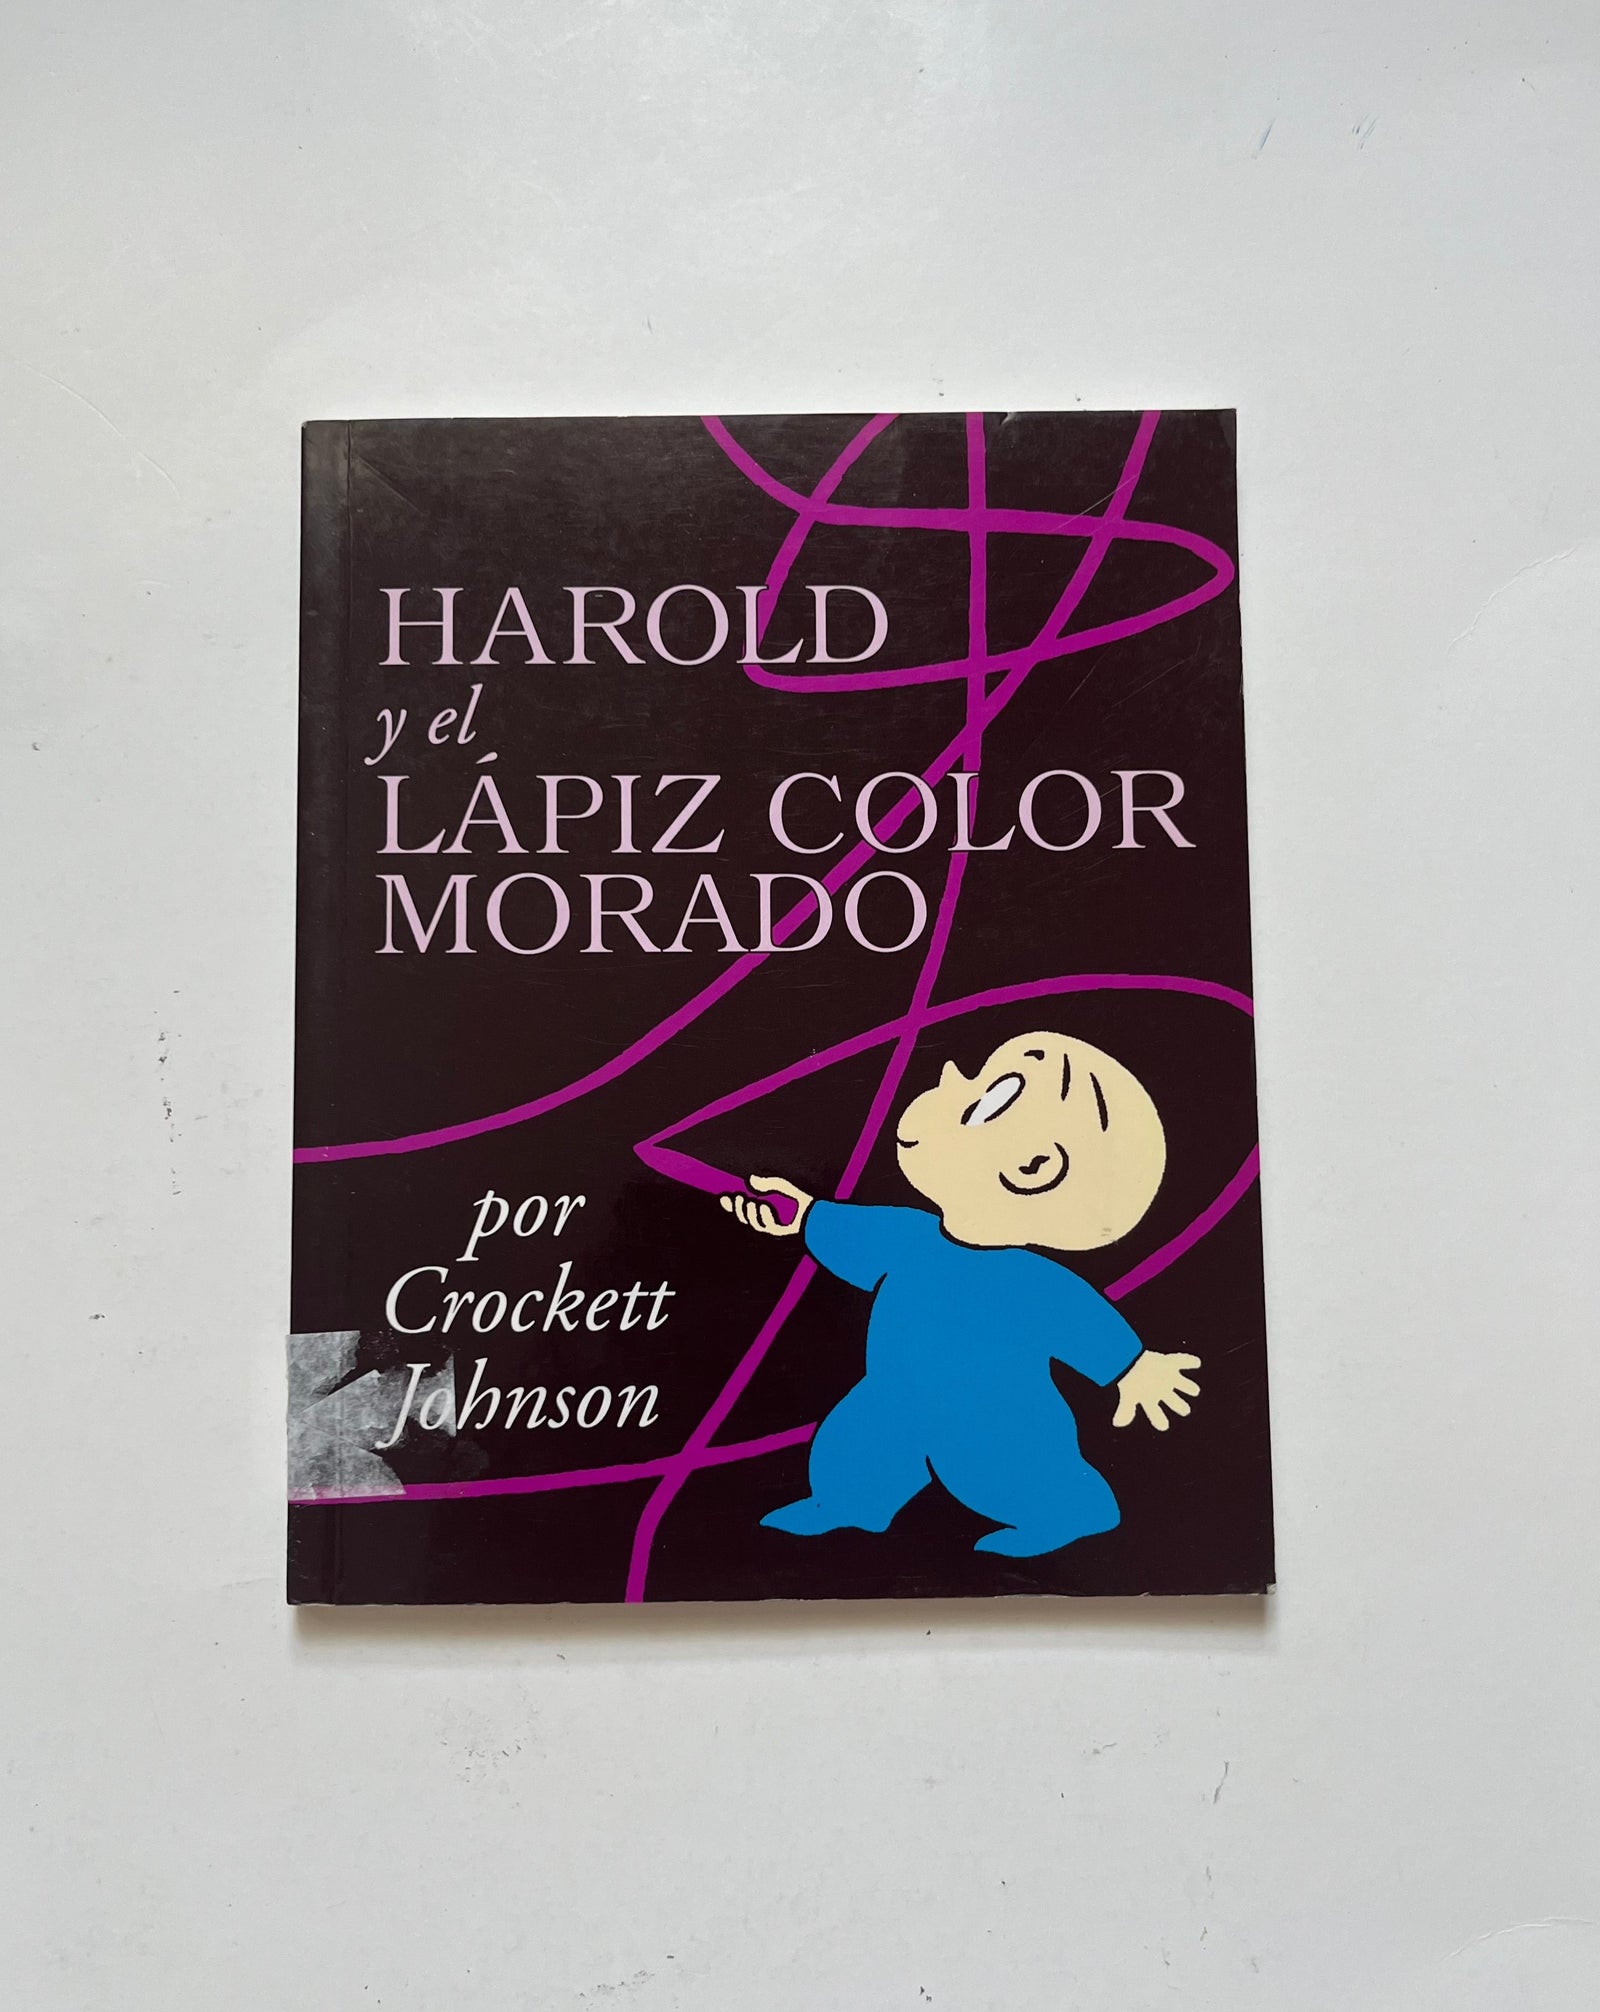 HAROLD
y el
LÁPIZ COLOR
MORADO
por
Crockett
Johnson